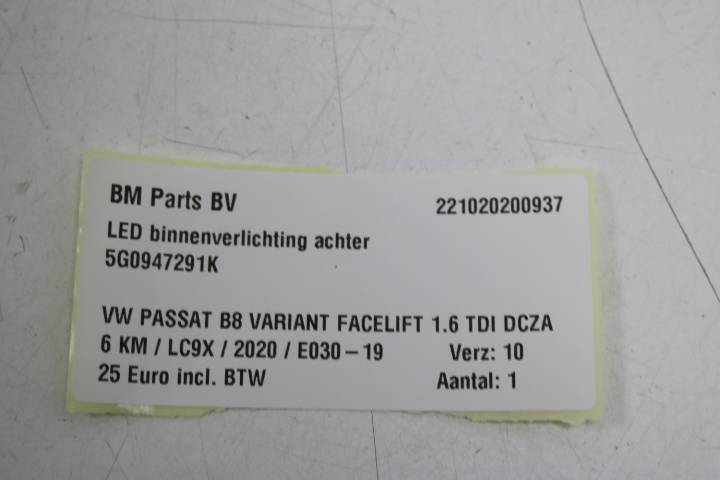 BM Parts BV 221020200937
LED binnenverlichting achter
5G0947291K
VW PASSAT B8 VARIANT FACELIFT 1.6 TDI DCZA
6 KM / LC9X / 2020 / E030-19 Verz: 10
25 Euro incl. BTW Aantal: 1